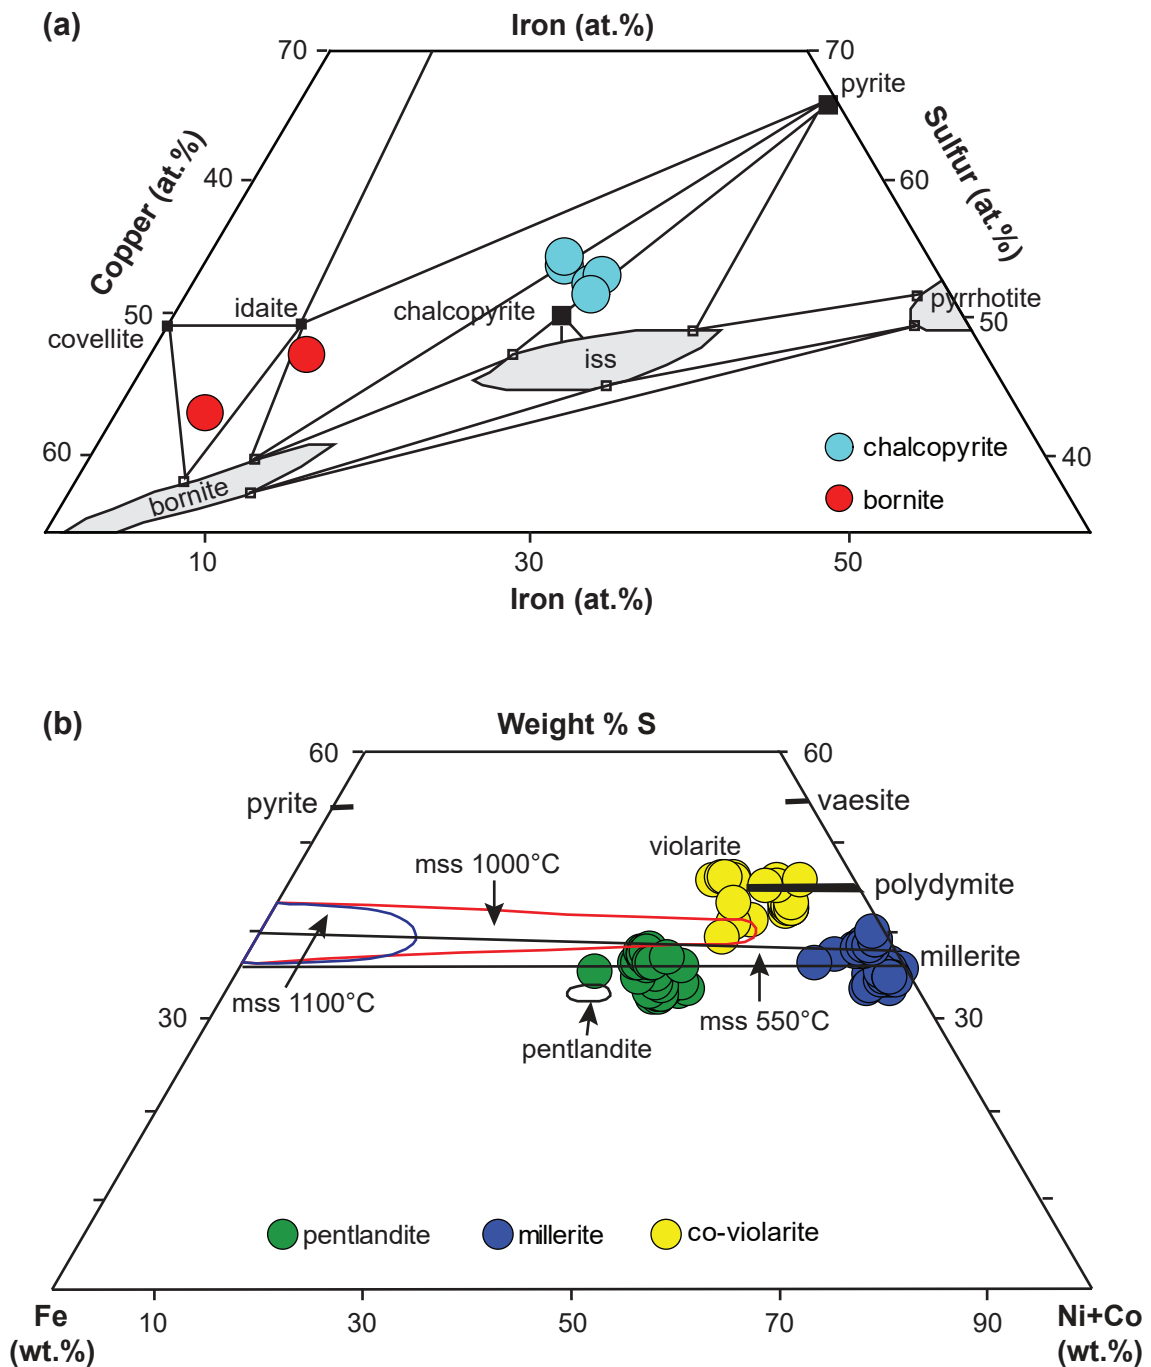 (a)
Iron (at.%)
70
70
pyrite
Copper (at.%)
Sulfur (at.%)
40
60
idaite
chalcopyrite
pyrrhotite
50
50
covellite
iss
chalcopyrite
60
40
bornite
bornite
10
30
50
Iron (at.%)
(b)
Weight % S
60
60
pyrite
vaesite
violarite
mss 1000°C
polydymite
millerite
mss 1100°C
mss 550°C
30
30
pentlandite
pentlandite
millerite
co-violarite
Fe
(wt.%)
10
30
50
70
90
Ni+Co
(wt.%)